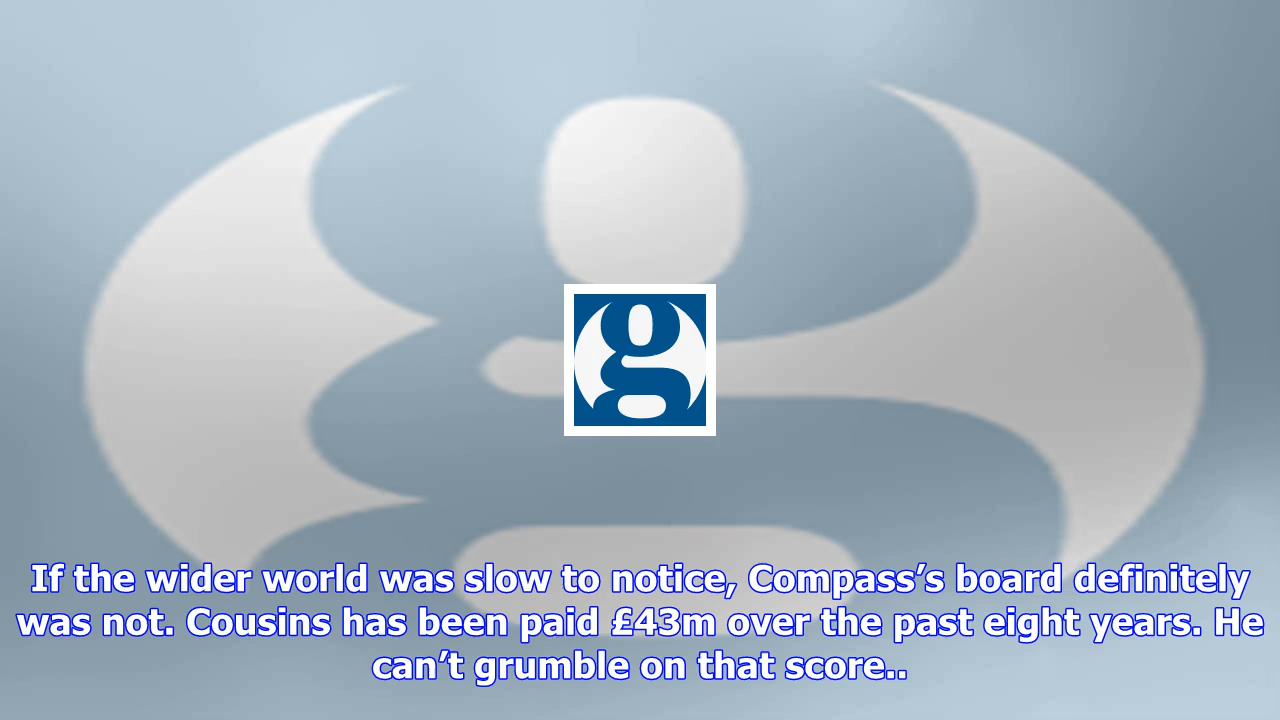 If the wider world was slow to notice, Compass’s board definitely
was not. Cousins has been paid £43m over the past eight years. He
can’t grumble on that score..
g